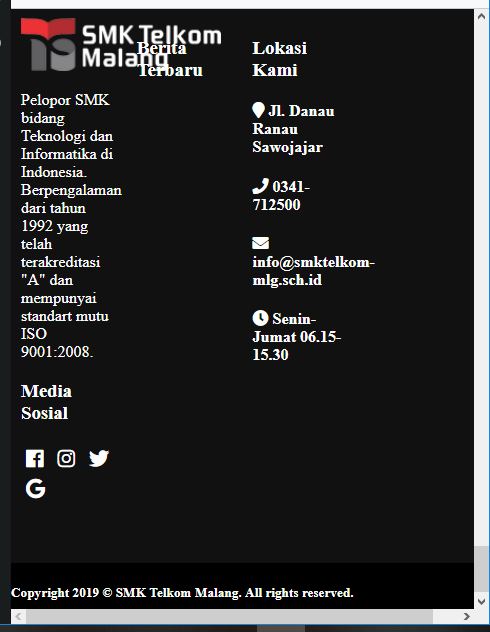 SMK Telkom
Malang
Pelopor SMK
bidang
Teknologi dan
Informatika di
Indonesia.
Berpengalaman
dari tahun
1992 yang
telah
terakreditasi
"A" dan
mempunyai
standart mutu
ISO
9001:2008.
Media
Sosial
Berita
Terbaru
Lokasi
Kami
Jl. Danau
Ranau
Sawojajar
0341-
712500
info@smktelkom-
mlg.sch.id
Senin-
Jumat 06.15-
15.30
Copyright 2019 © SMK Telkom Malang. All rights reserved.